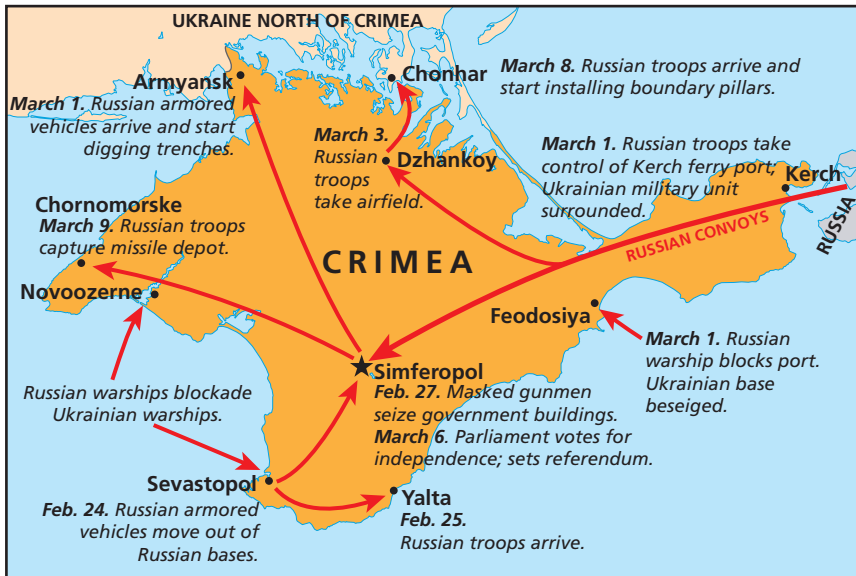 UKRAINE NORTH OF CRIMEA
Armyansk
March 1. Russian armored
vehicles arrive and start
digging trenches.
Chonhar
March 8. Russian troops arrive and
start installing boundary pillars.
March 3.
Russian
troops
take airfield.
Dzhankoy
March 1. Russian troops take
control of Kerch ferry port;
Ukrainian military unit
surrounded.
Kerch
RUSSIA
RUSSIAN CONVOYS
Chornomorske
March 9. Russian troops
capture missile depot.
Novoozerne
CRIMEA
Feodosiya
March 1. Russian
warship blocks port.
Ukrainian base
beseiged.
Russian warships blockade
Ukrainian warships.
Simferopol
Feb. 27. Masked gunmen
seize government buildings.
March 6. Parliament votes for
independence; sets referendum.
Sevastopol
Feb. 24. Russian armored
vehicles move out of
Russian bases.
Yalta
Feb. 25.
Russian troops arrive.